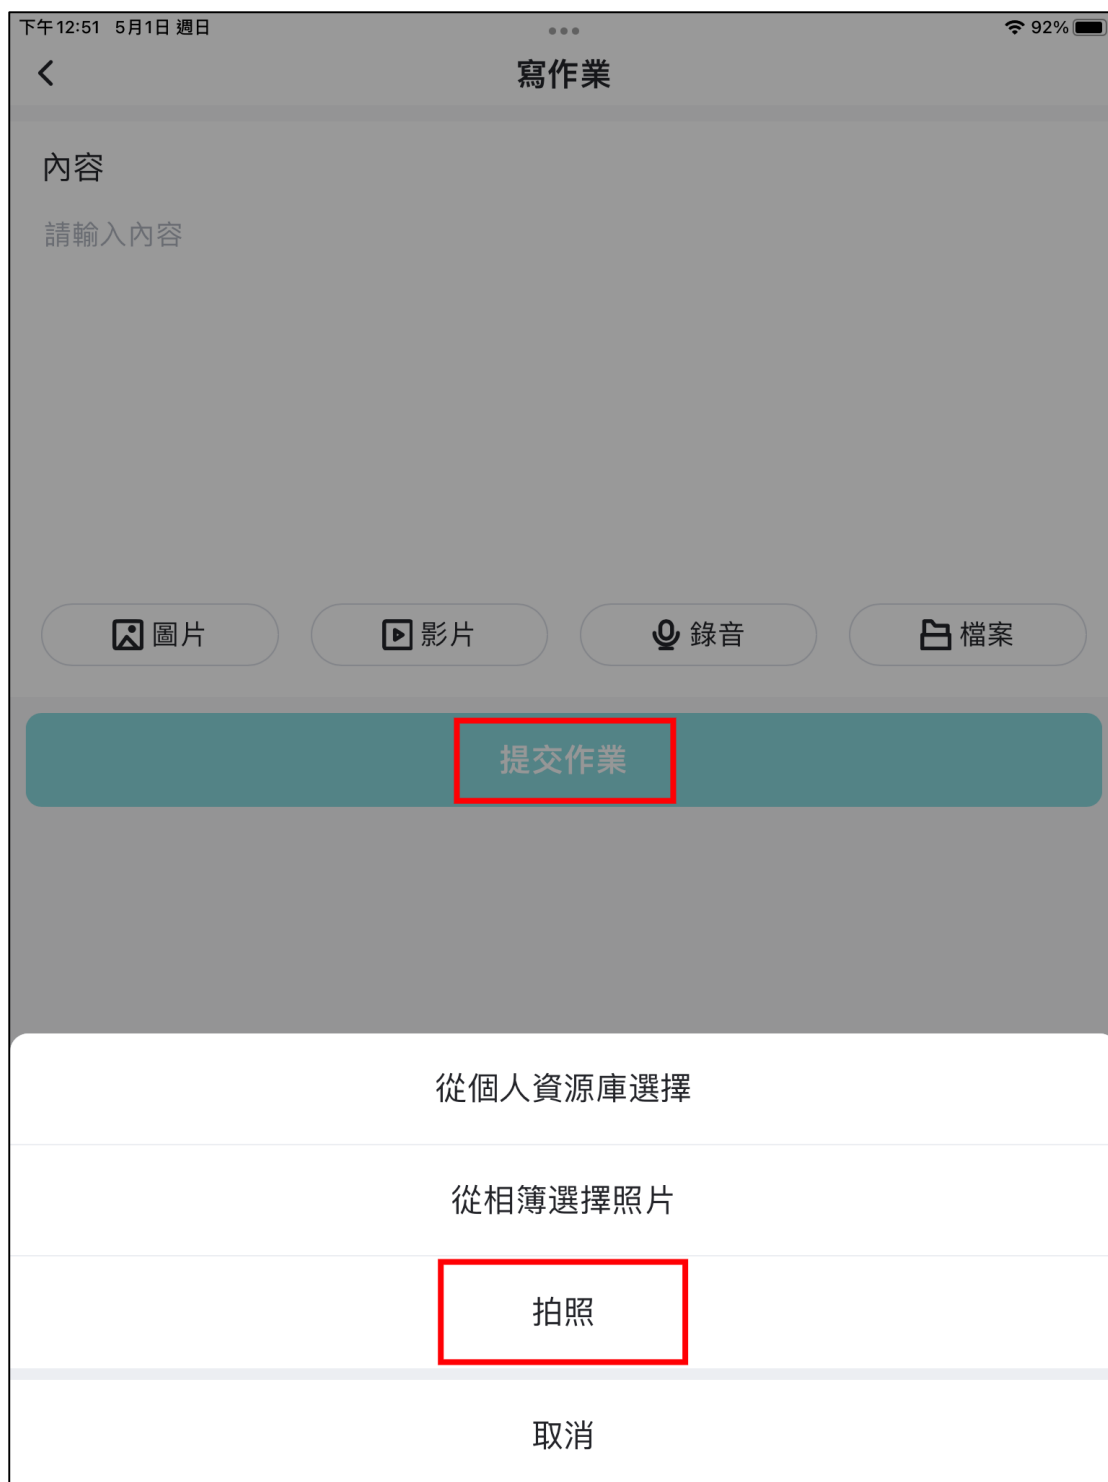 下午12:51 5月1日 週日
92%
寫作業
內容
請輸入內容
圖片 影片 錄音 檔案
提交作業
從個人資源庫選擇
從相簿選擇照片
拍照
取消